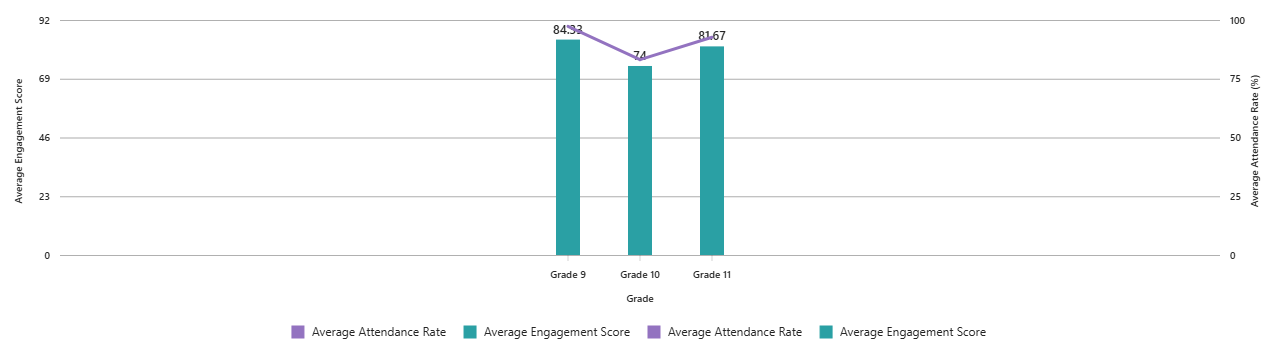 92
69
46
23
0
Average Engagement Score
84.33
74
81.67
100
75
50
25
0
Average Attendance Rate (%)
Grade 9 Grade 10 Grade 11
Grade
Average Attendance Rate Average Engagement Score Average Attendance Rate Average Engagement Score